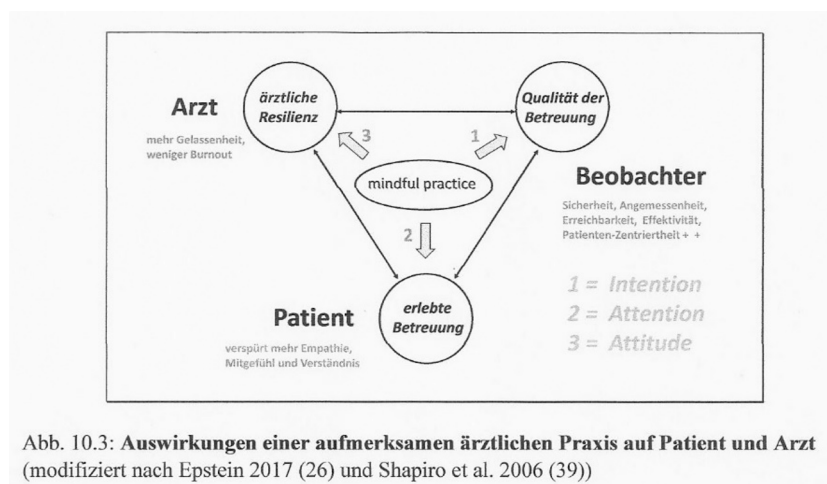 Arzt
mehr Gelassenheit,
weniger Burnout
ärztliche
Resilienz
Qualität der
Betreuung
3
1
mindful practice
Beobachter
Sicherheit, Angemessenheit,
Erreichbarkeit, Effektivität,
Patienten-Zentriertheit + +
2
Patient
verspürt mehr Empathie,
Mitgefühl und Verständnis
erlebte
Betreuung
1 = Intention
2 = Attention
3 = Attitude
Abb. 10.3: Auswirkungen einer aufmerksamen ärztlichen Praxis auf Patient und Arzt
(modifiziert nach Epstein 2017 (26) und Shapiro et al. 2006 (39))